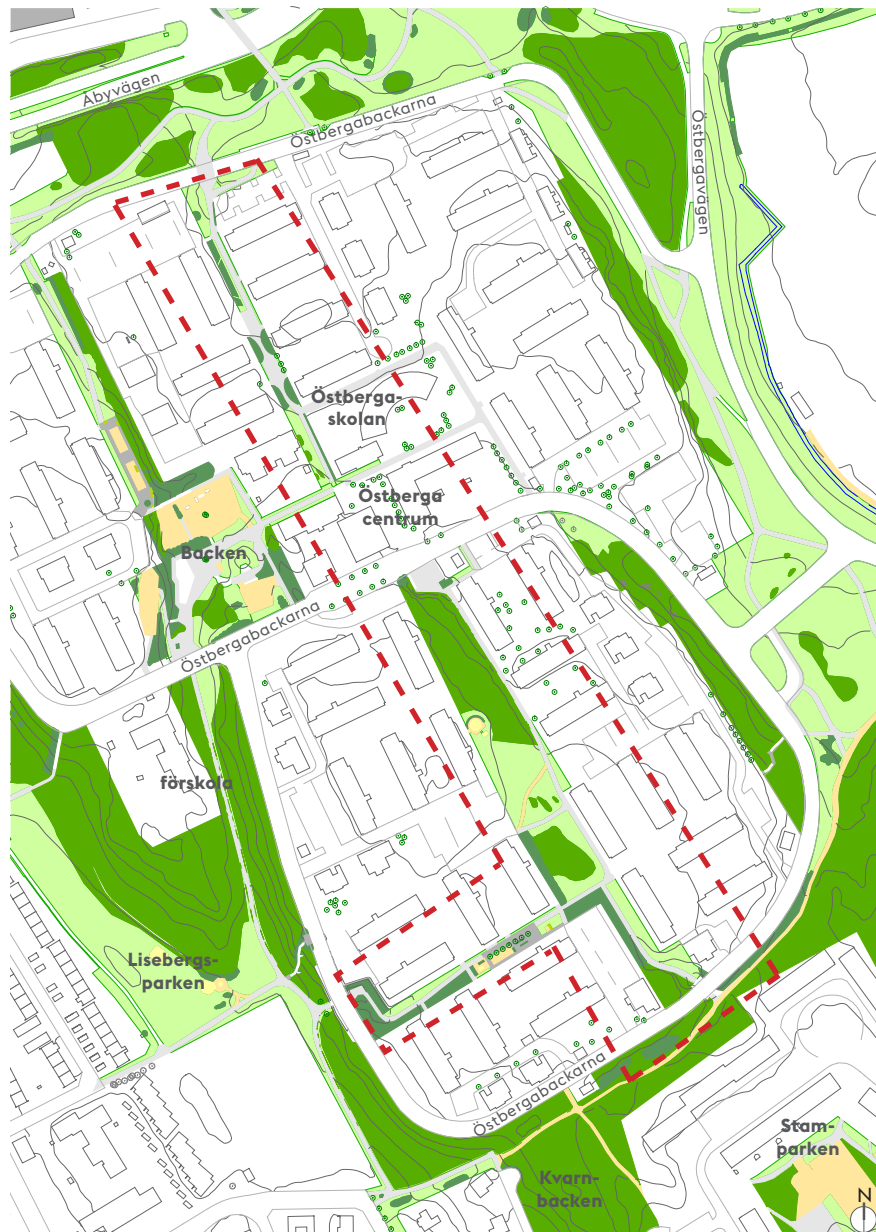 Åbyvägen
Östbergabackarna
Östbergavägen
Östberga-
skolan
Östberga
centrum
Backen
Östbergabackarna
förskola
Lisebergs-
parken
Östbergabackarna
Stam-
parken
Kvarn-
backen
N